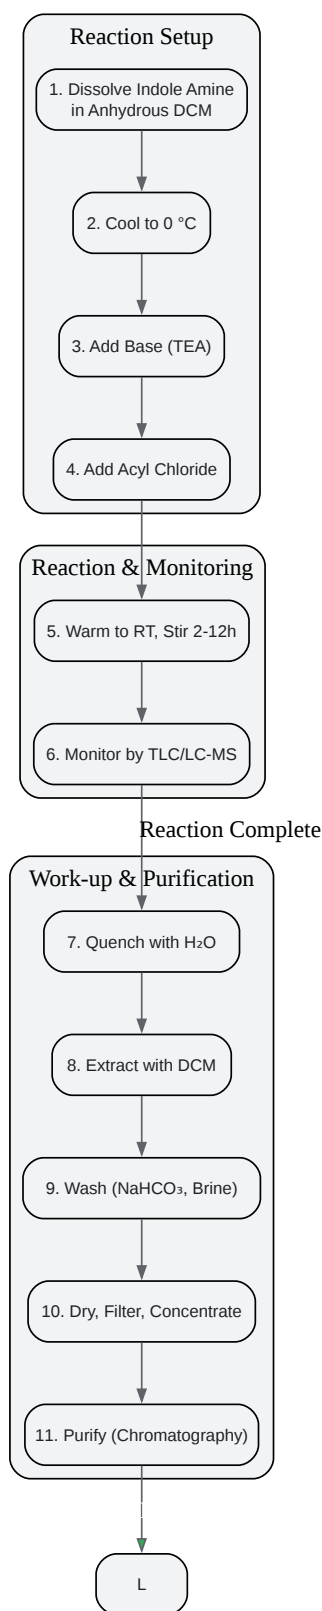 Reaction Setup
1. Dissolve Indole Amine
in Anhydrous DCM
2. Cool to 0 °C
3. Add Base (TEA)
4. Add Acyl Chloride
Reaction & Monitoring
5. Warm to RT, Stir 2-12h
6. Monitor by TLC/LC-MS
Reaction Complete
Work-up & Purification
7. Quench with H₂O
8. Extract with DCM
9. Wash (NaHCO₃, Brine)
10. Dry, Filter, Concentrate
11. Purify (Chromatography)
L